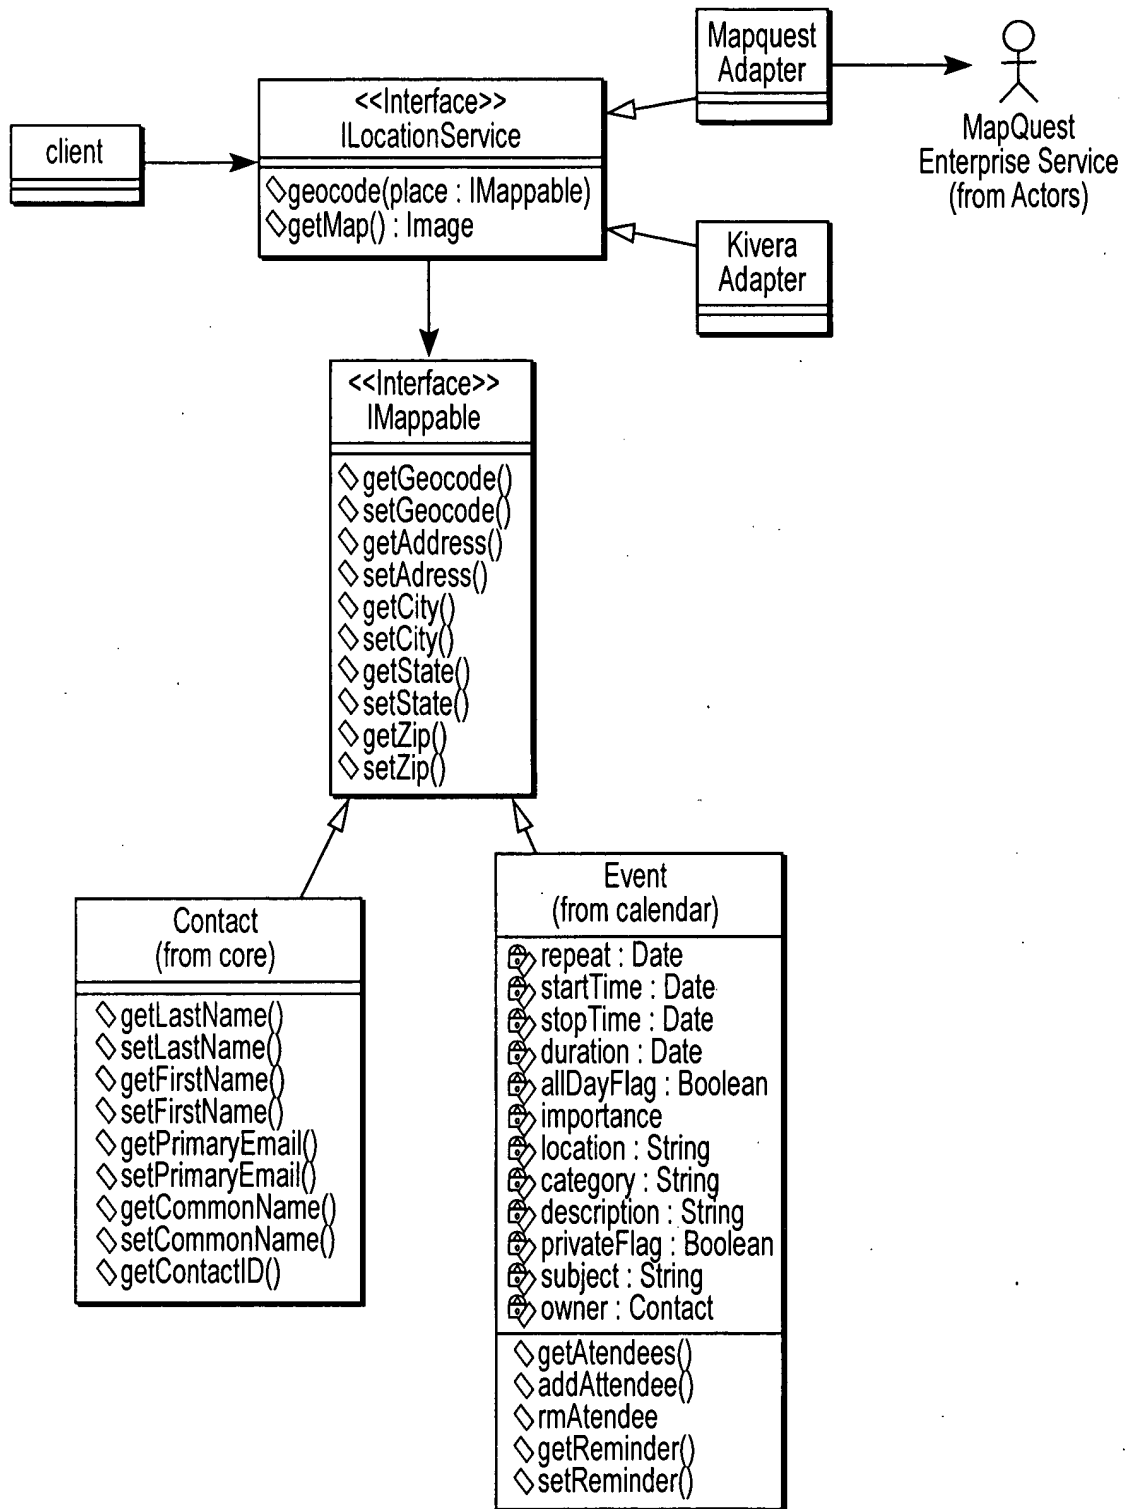 Mapquest
Adapter
MapQuest
Enterprise Service
(from Actors)
client
<<Interface>>
ILocationService
geocode(place : IMappable)
getMap() : Image
Kivera
Adapter
<<Interface>>
IMappable
getGeocode()
setGeocode()
getAddress()
setAdress()
getCity()
setCity()
getState()
setState()
getZip()
setZip()
Contact
(from core)
getLastName()
setLastName()
getFirstName()
setFirstName()
getPrimaryEmail()
setPrimaryEmail()
getCommonName()
setCommonName()
getContactID()
Event
(from calendar)
repeat : Date
startTime : Date
stopTime : Date
duration : Date
allDayFlag : Boolean
importance
location : String
category : String
description : String
privateFlag : Boolean
subject : String
owner : Contact
getAtendees()
addAttendee()
rmAtendee
getReminder()
setReminder()